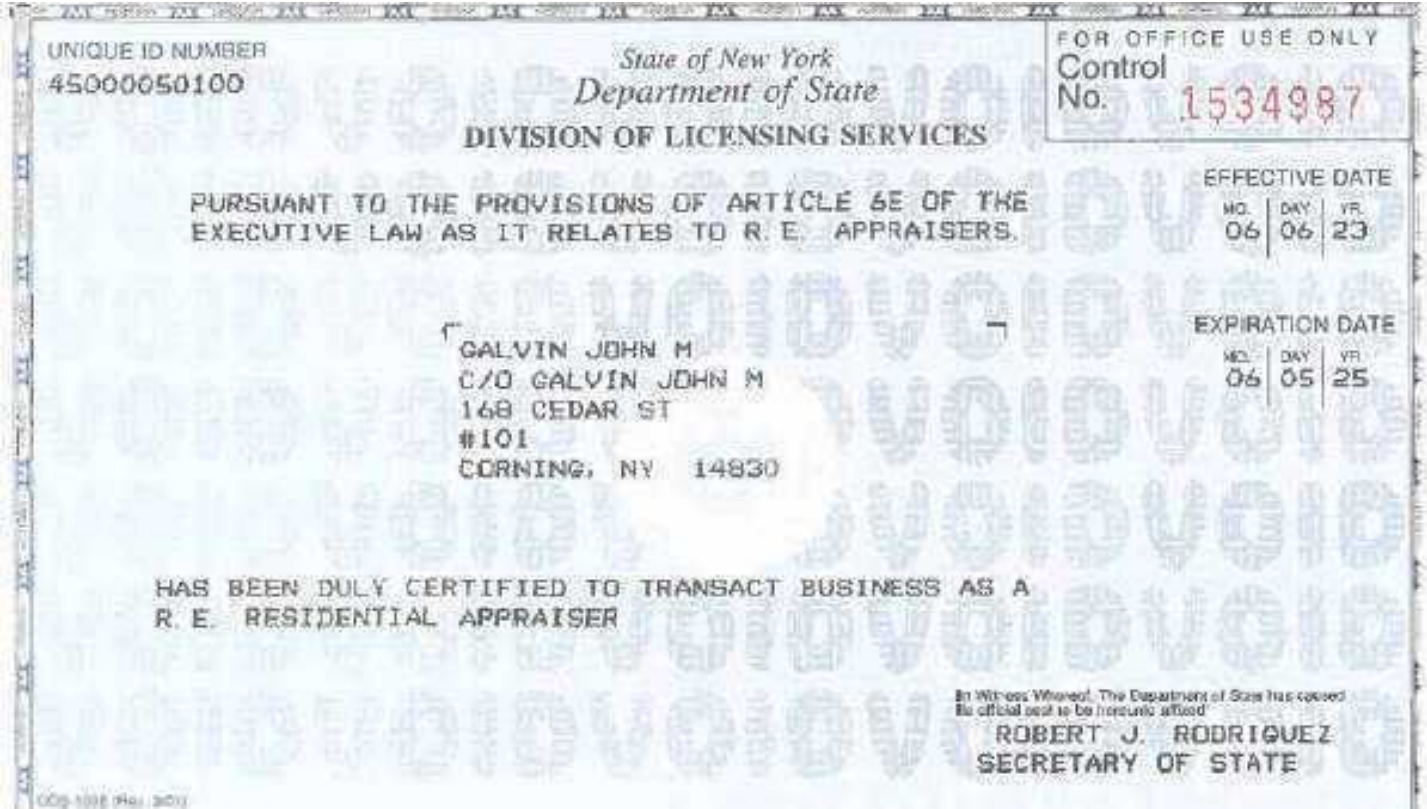 UNIQUE ID NUMBER
45000050100
State of New York
Department of State
DIVISION OF LICENSING SERVICES
FOR OFFICE USE ONLY
Control
No. 1534987
PURSUANT TO THE PROVISIONS OF ARTICLE 6E OF THE
EXECUTIVE LAW AS IT RELATES TO R.E. APPRAISERS.
EFFECTIVE DATE
MO. DAY YR.
06 06 23
GALVIN JOHN M
C/O GALVIN JOHN M
168 CEDAR ST
#101
CORNING, NY 14830
EXPIRATION DATE
MO. DAY YR.
06 05 25
HAS BEEN DULY CERTIFIED TO TRANSACT BUSINESS AS A
R.E. RESIDENTIAL APPRAISER
In Witness Whereof, The Department of State has caused
its official seal to be hereunto affixed
ROBERT J. RODRIGUEZ
SECRETARY OF STATE